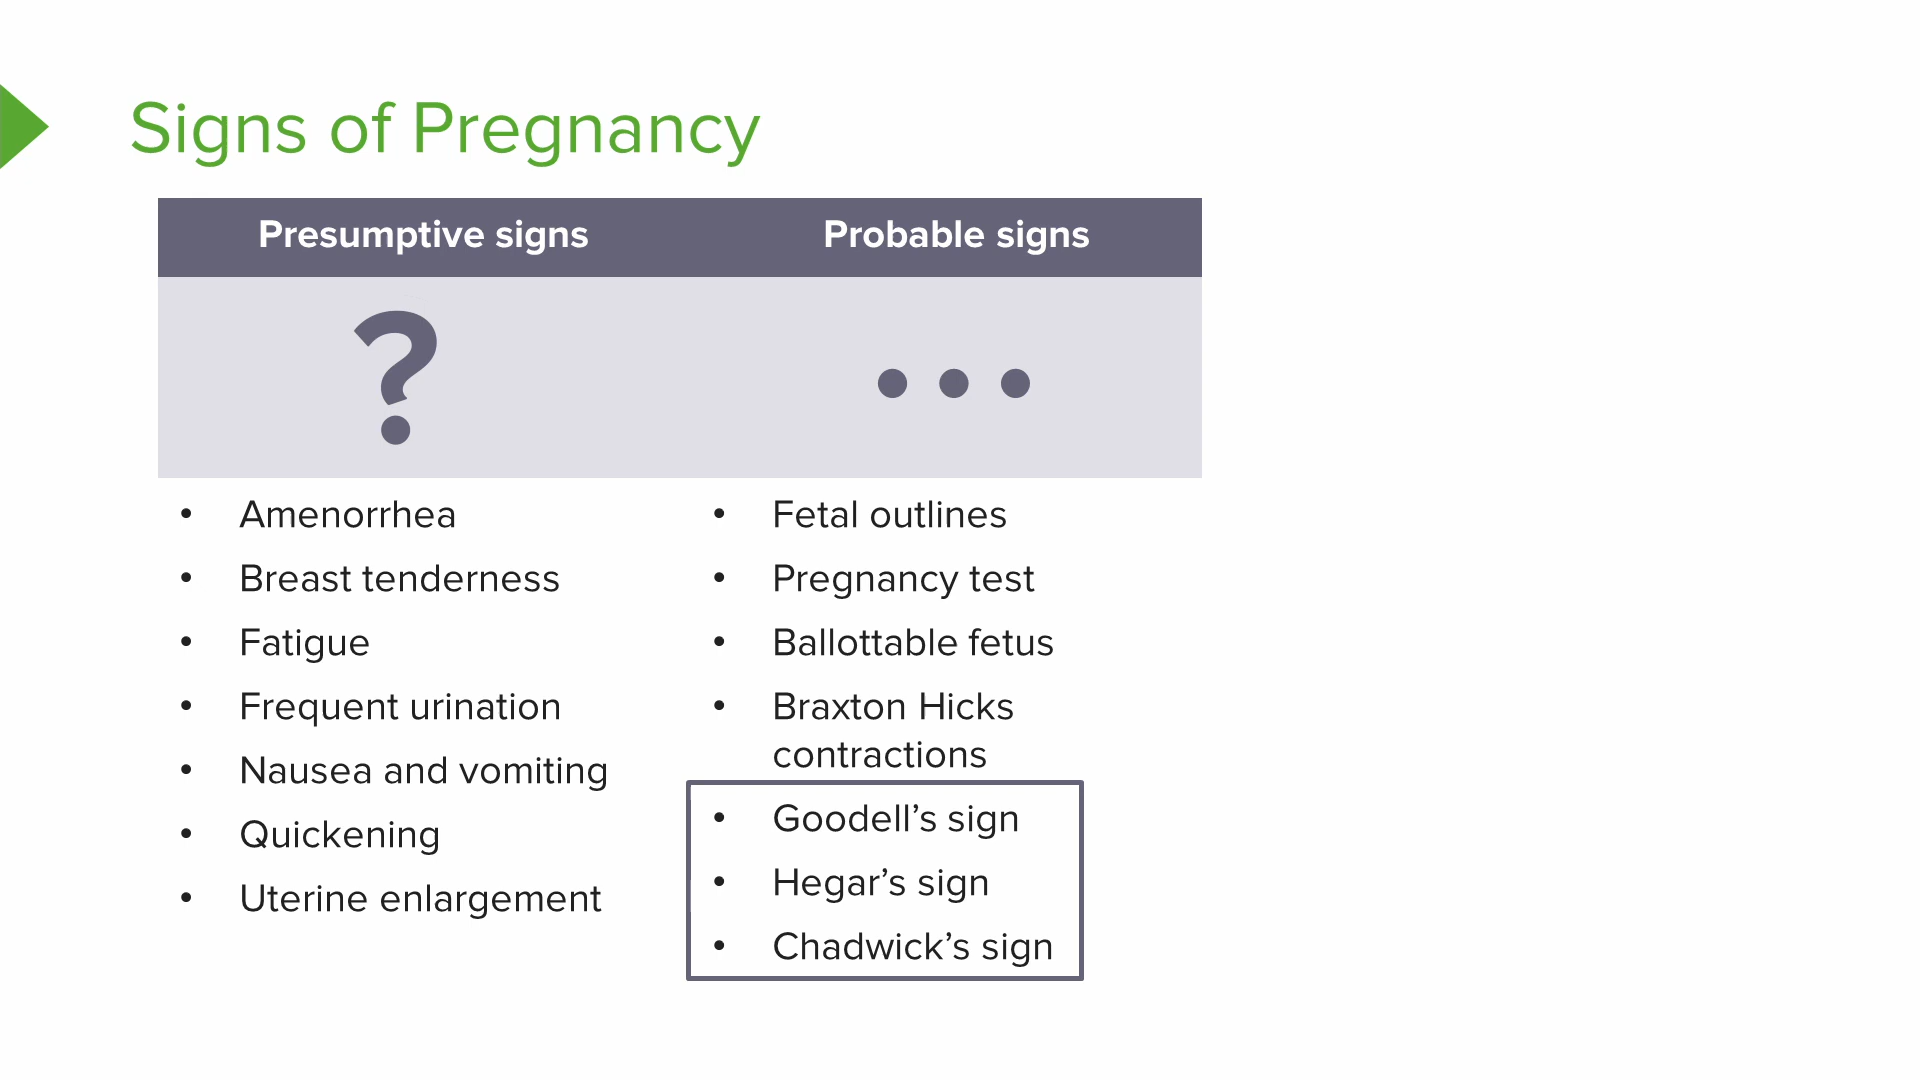 Signs of Pregnancy
Presumptive signs
Probable signs
?
...
• Amenorrhea
• Breast tenderness
• Fatigue
• Frequent urination
• Nausea and vomiting
• Quickening
• Uterine enlargement
• Fetal outlines
• Pregnancy test
• Ballottable fetus
• Braxton Hicks
contractions
• Goodell’s sign
• Hegar’s sign
• Chadwick’s sign